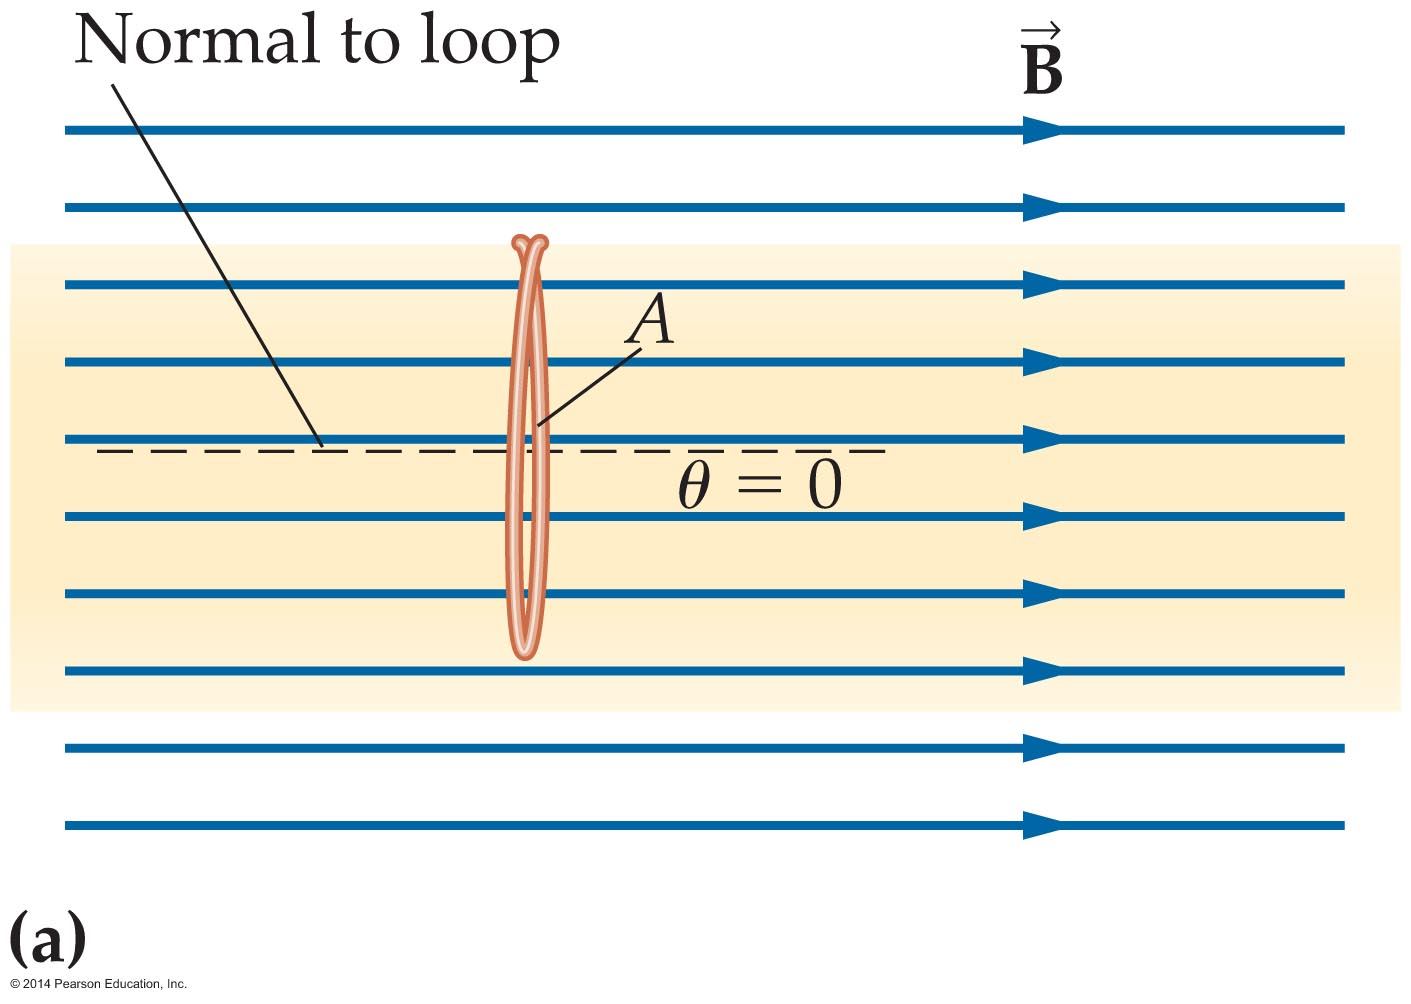 Normal to loop
B
A
θ = 0
(a)
© 2014 Pearson Education, Inc.